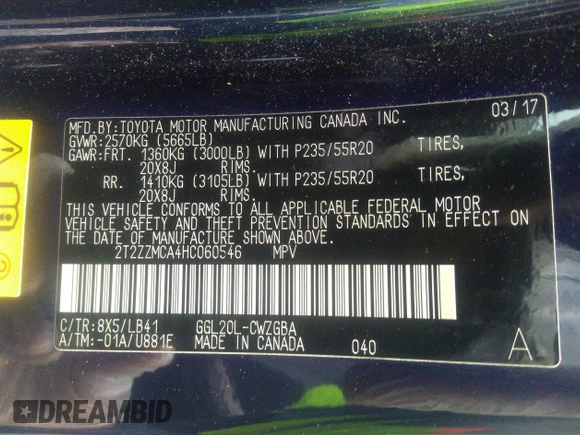 MFD.BY:TOYOTA MOTOR MANUFACTURING CANADA INC. 03/17
GVWR:2570KG (5665LB)
GAWR:FRT. 1360KG (3000LB) WITH P235/55R20 TIRES,
20X8J RIMS.
RR. 1410KG (3105LB) WITH P235/55R20 TIRES,
20X8J RIMS.
THIS VEHICLE CONFORMS TO ALL APPLICABLE FEDERAL MOTOR
VEHICLE SAFETY AND THEFT PREVENTION STANDARDS IN EFFECT ON
THE DATE OF MANUFACTURE SHOWN ABOVE.
2T2ZZMCA4HC060546 MPV
C/TR:8X5/LB41 GGL20L-CWZGBA
A/TM:-01A/U881E MADE IN CANADA 040 A
DREAMBID